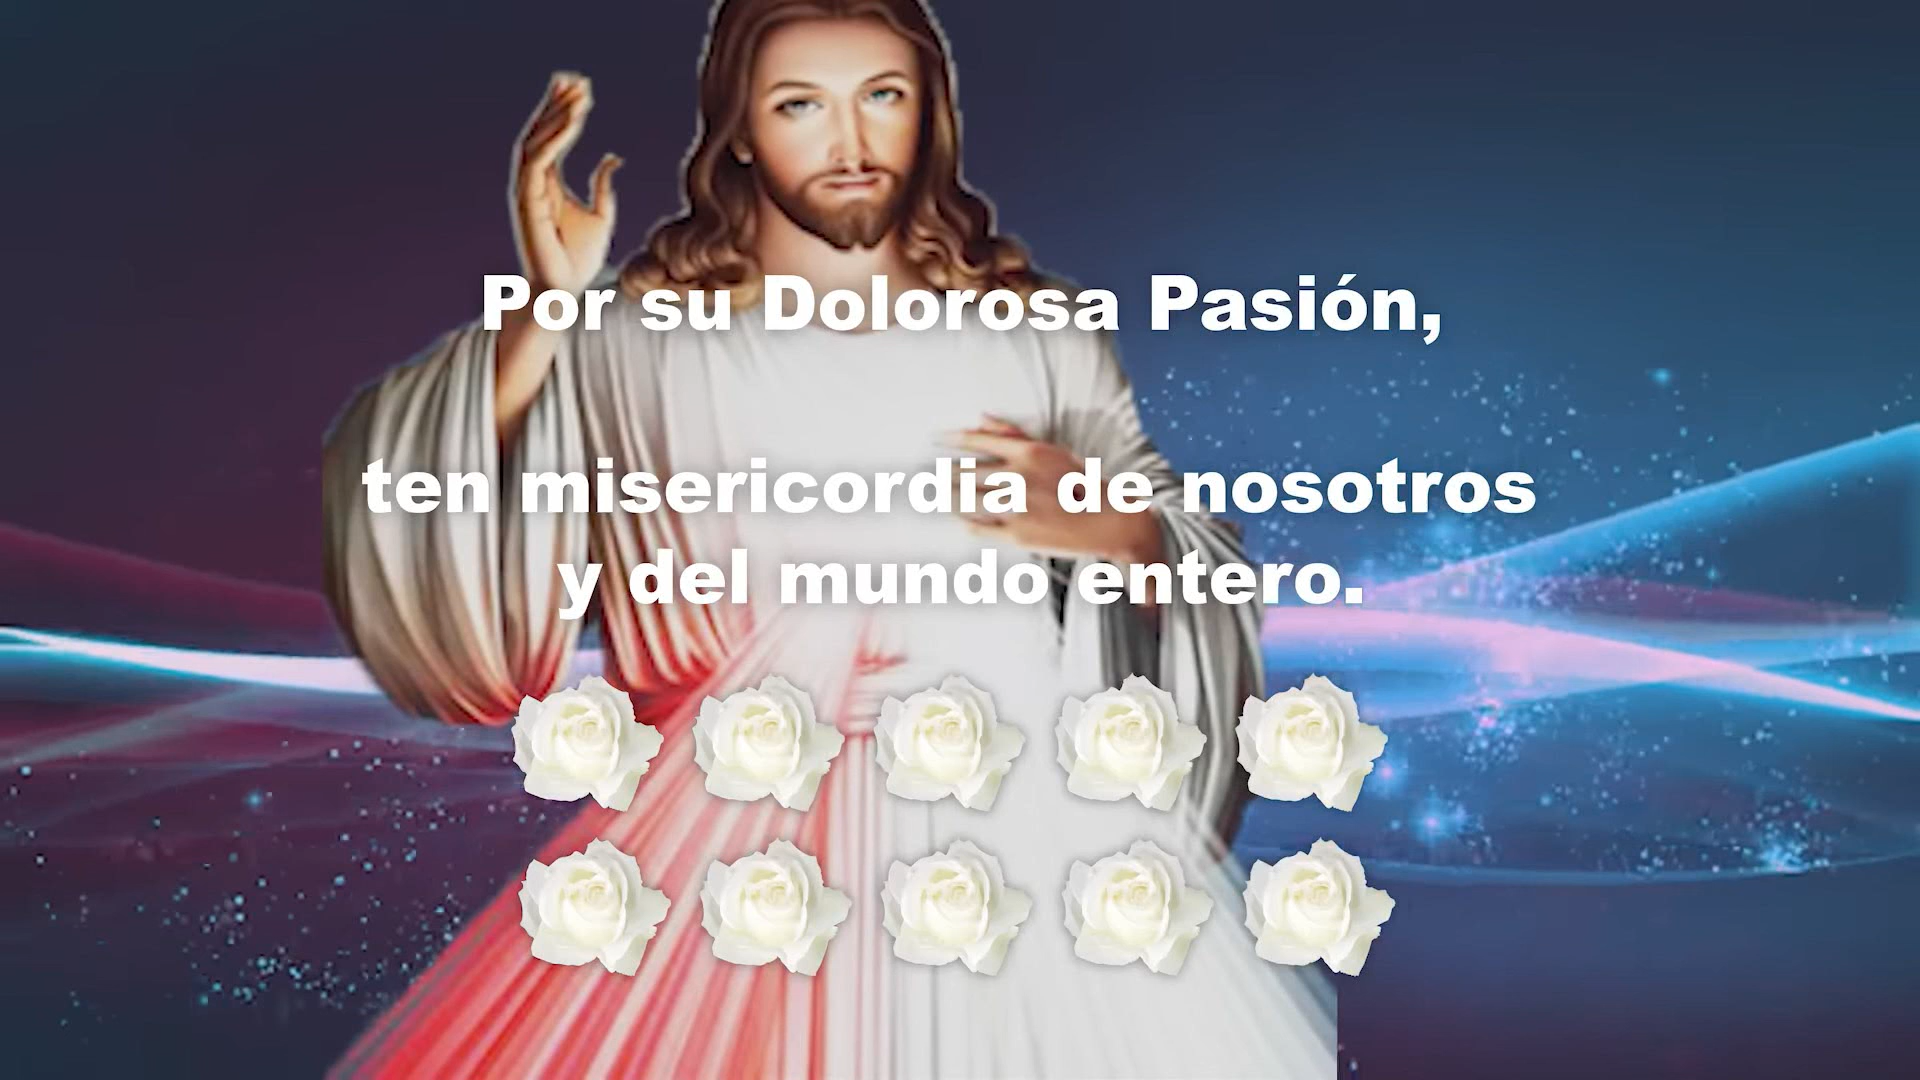 Por su Dolorosa Pasión,
ten misericordia de nosotros
y del mundo entero.